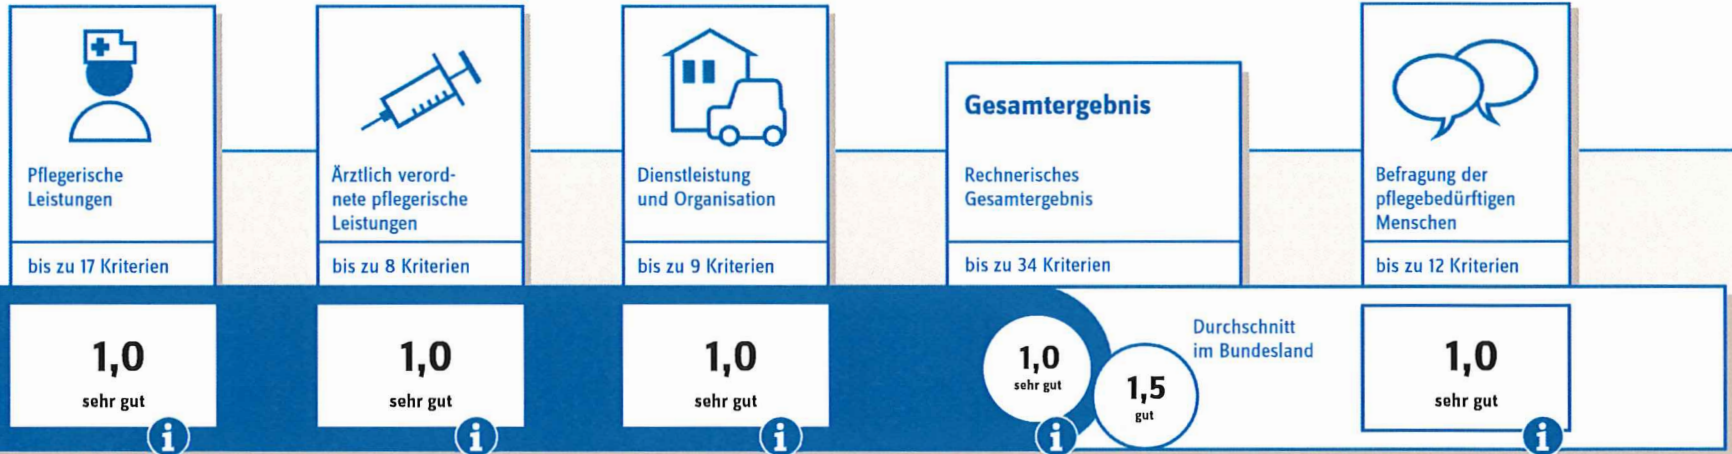 Pflegerische
Leistungen
bis zu 17 Kriterien
1,0
sehr gut
i
Ärztlich verord-
nete pflegerische
Leistungen
bis zu 8 Kriterien
1,0
sehr gut
i
Dienstleistung
und Organisation
bis zu 9 Kriterien
1,0
sehr gut
i
Gesamtergebnis
Rechnerisches
Gesamtergebnis
bis zu 34 Kriterien
1,0
sehr gut
i
1,5
gut
Durchschnitt
im Bundesland
Befragung der
pflegebedürftigen
Menschen
bis zu 12 Kriterien
1,0
sehr gut
i